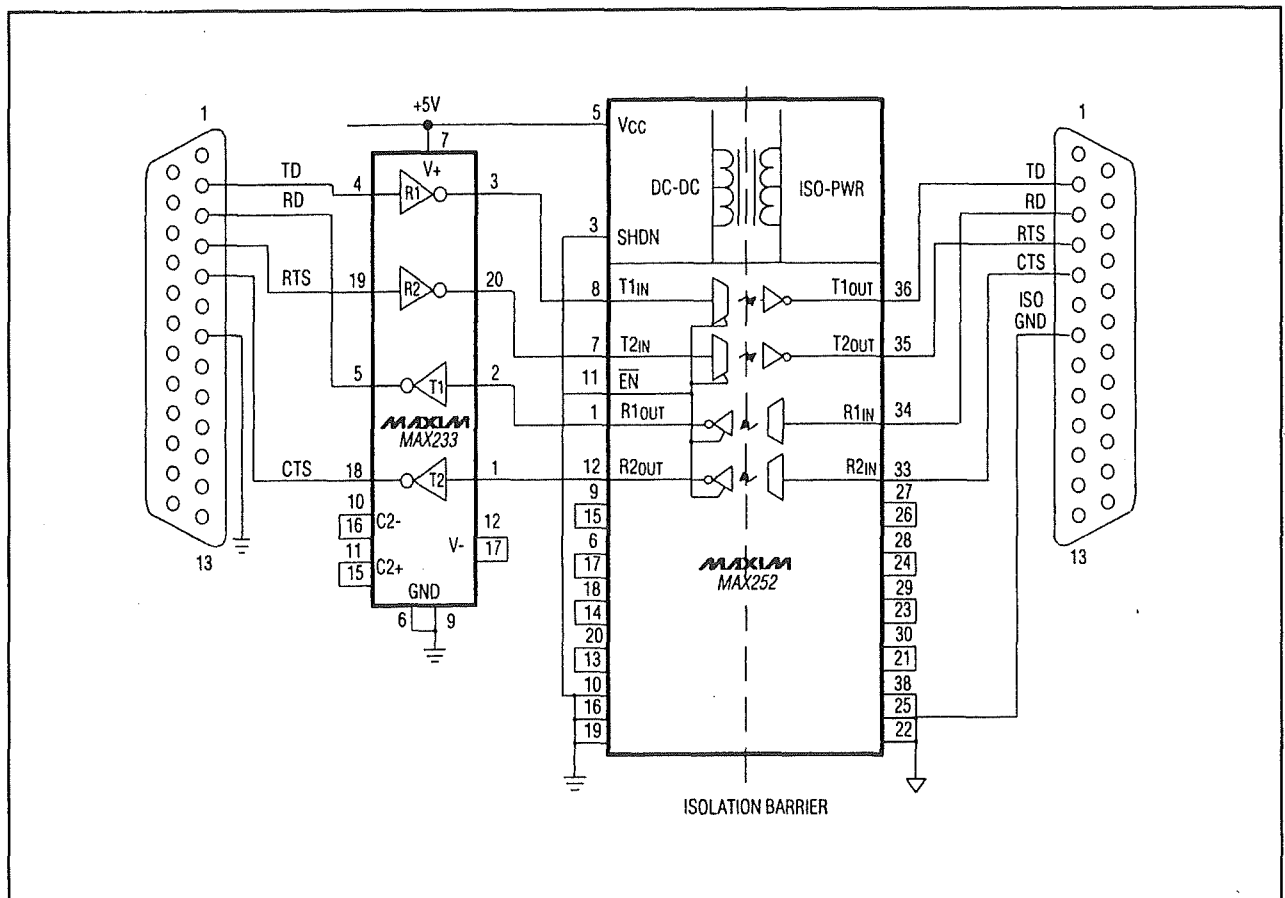 1
TD
RD
RTS
CTS
13
+5V
7
V+
4
R1
3
19
R2
20
5
T1
2
MAXIM
MAX233
18
T2
1
10
16
C2-
12
V-
17
11
15
C2+
GND
6
9
5
VCC
DC-DC
ISO-PWR
3
SHDN
8
T1IN
T1OUT
36
7
T2IN
T2OUT
35
11
EN
1
R1OUT
R1IN
34
12
R2OUT
R2IN
33
9
15
6
17
18
14
20
13
10
16
19
MAXIM
MAX252
27
26
28
24
29
23
30
21
38
25
22
ISOLATION BARRIER
1
TD
RD
RTS
CTS
ISO
GND
13